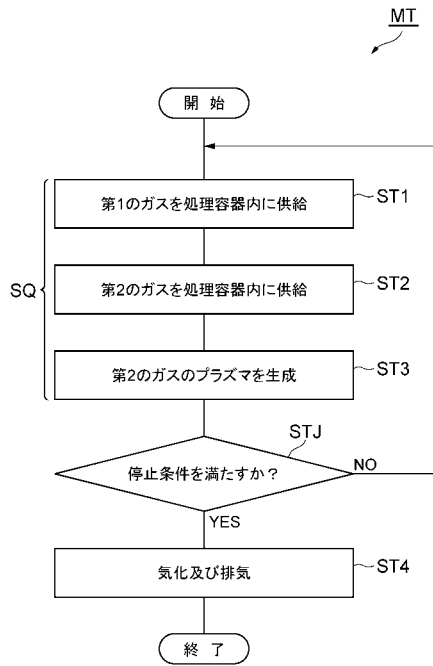 MT
開 始
第1のガスを処理容器内に供給
ST1
SQ
第2のガスを処理容器内に供給
ST2
第2のガスのプラズマを生成
ST3
STJ
停止条件を満たすか？
NO
YES
気化及び排気
ST4
終 了